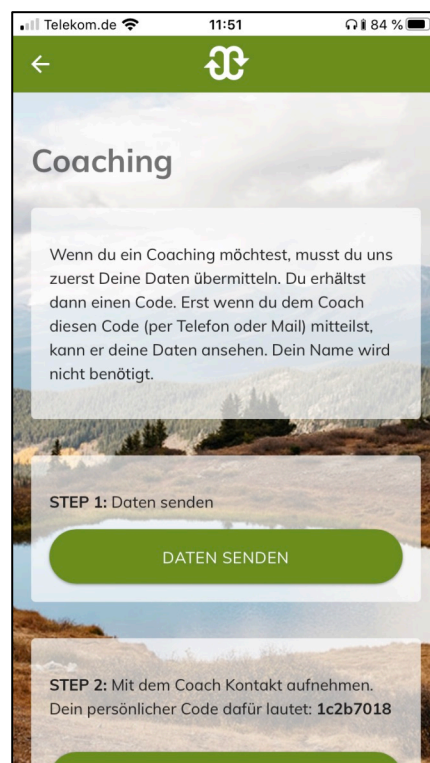 Telekom.de 11:51 84 %
Coaching
Wenn du ein Coaching möchtest, musst du uns
zuerst Deine Daten übermitteln. Du erhältst
dann einen Code. Erst wenn du dem Coach
diesen Code (per Telefon oder Mail) mitteilst,
kann er deine Daten ansehen. Dein Name wird
nicht benötigt.
STEP 1: Daten senden
DATEN SENDEN
STEP 2: Mit dem Coach Kontakt aufnehmen.
Dein persönlicher Code dafür lautet: 1c2b7018